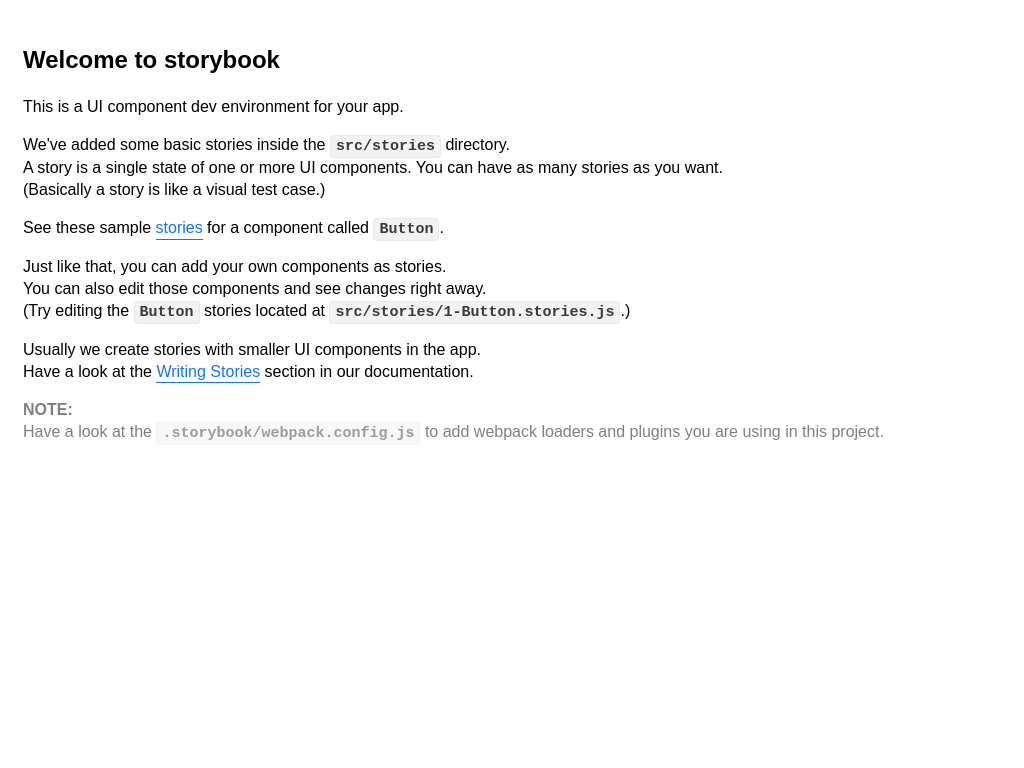 Welcome to storybook
This is a UI component dev environment for your app.
We've added some basic stories inside the src/stories directory.
A story is a single state of one or more UI components. You can have as many stories as you want.
(Basically a story is like a visual test case.)
See these sample stories for a component called Button.
Just like that, you can add your own components as stories.
You can also edit those components and see changes right away.
(Try editing the Button stories located at src/stories/1-Button.stories.js.)
Usually we create stories with smaller UI components in the app.
Have a look at the Writing Stories section in our documentation.
NOTE:
Have a look at the .storybook/webpack.config.js to add webpack loaders and plugins you are using in this project.